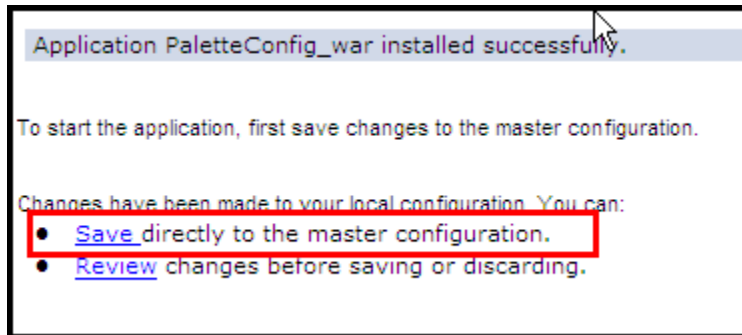 Application PaletteConfig_war installed successfully.
To start the application, first save changes to the master configuration.
Changes have been made to your local configuration. You can:
Save directly to the master configuration.
Review changes before saving or discarding.